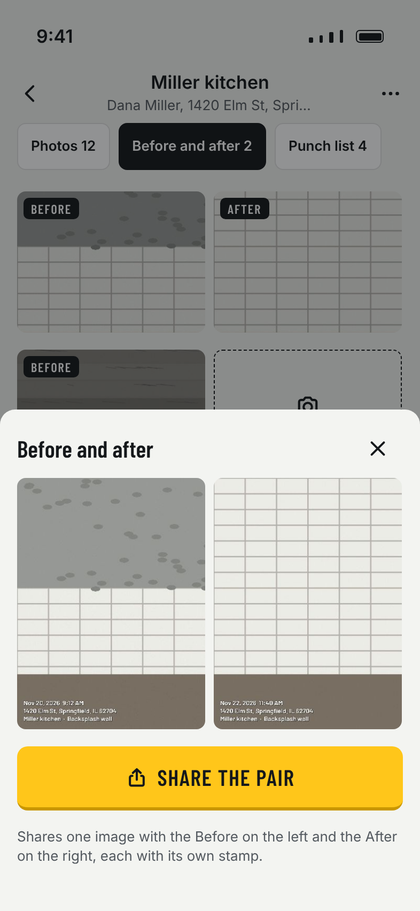 9:41
Miller kitchen
Dana Miller, 1420 Elm St, Spri...
Photos 12
Before and after 2
Punch list 4
BEFORE
AFTER
BEFORE
Before and after
Nov 20, 2026 9:12 AM
1420 Elm St, Springfield, IL 62704
Miller kitchen · Backsplash wall
Nov 22, 2026 11:40 AM
1420 Elm St, Springfield, IL 62704
Miller kitchen · Backsplash wall
SHARE THE PAIR
Shares one image with the Before on the left and the After
on the right, each with its own stamp.